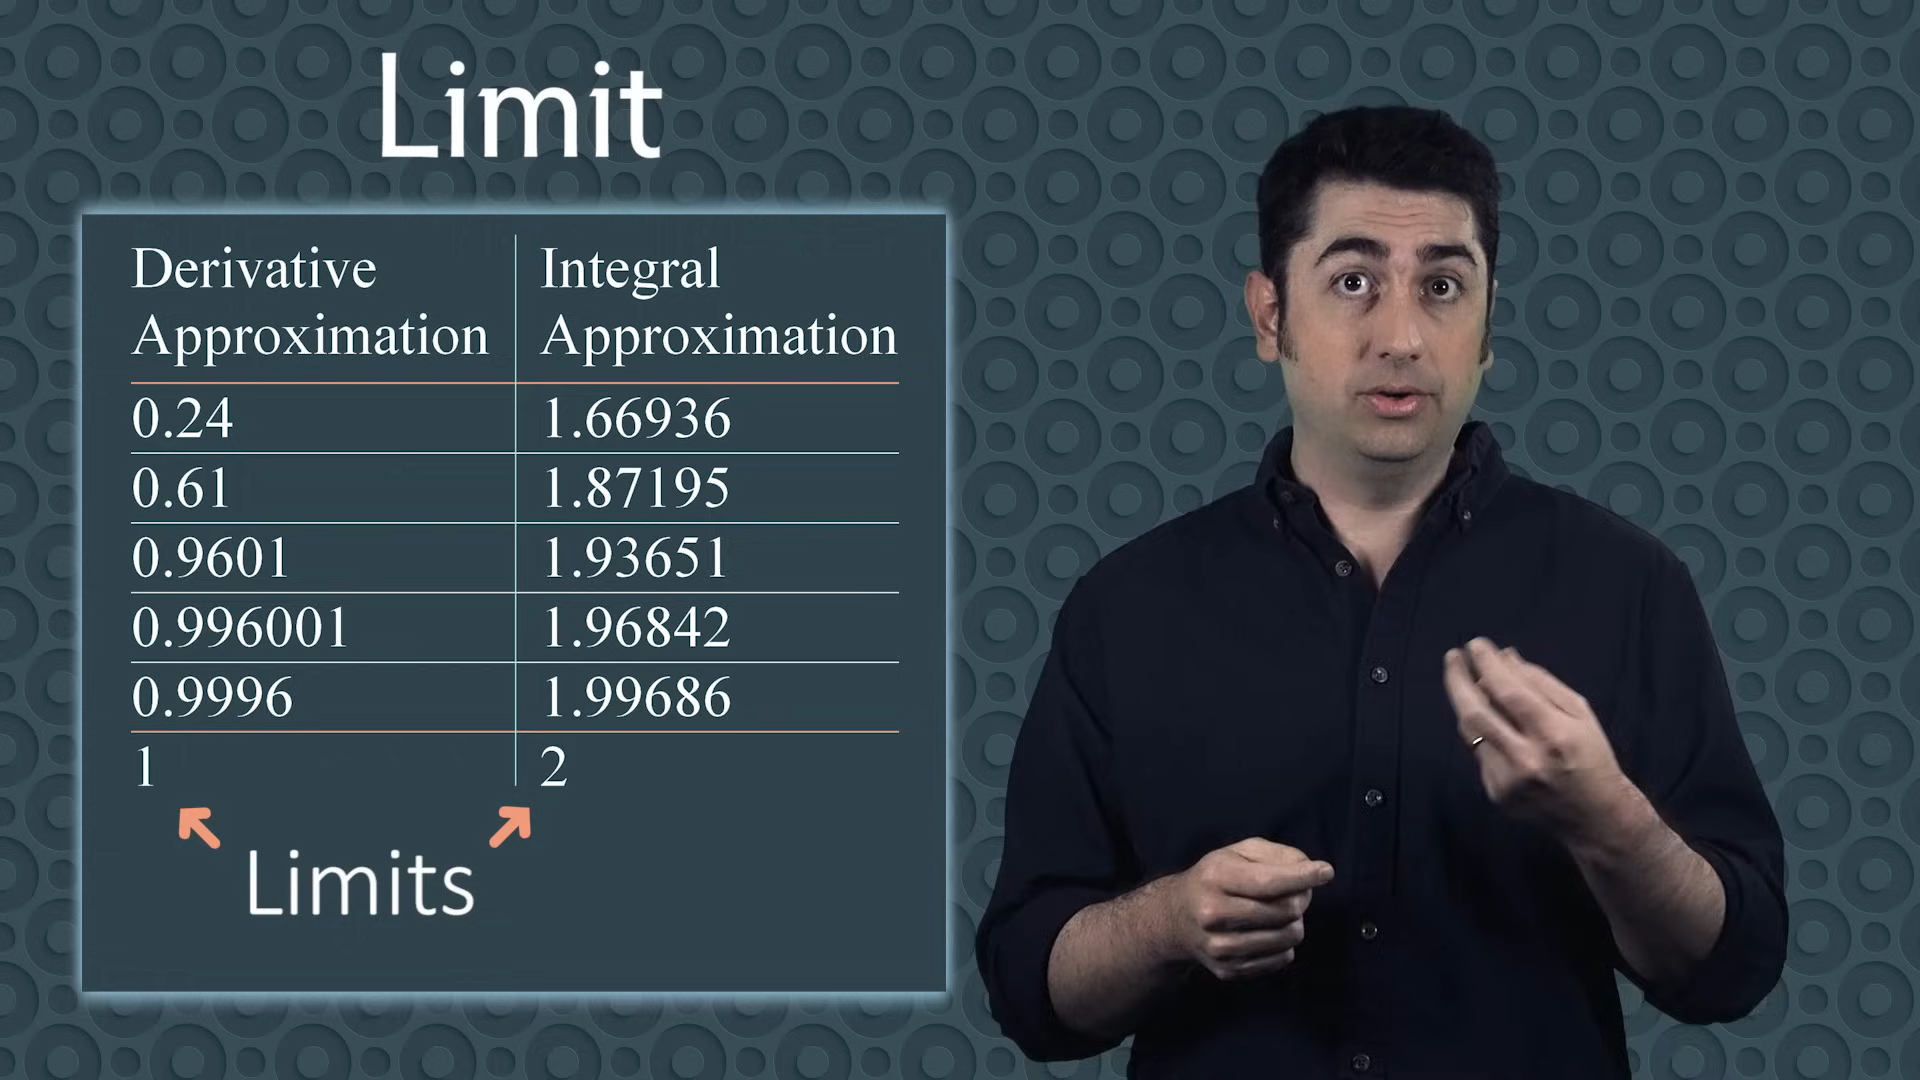 Limit
Derivative Approximation
Integral Approximation
0.24 1.66936
0.61 1.87195
0.9601 1.93651
0.996001 1.96842
0.9996 1.99686
1 2
Limits